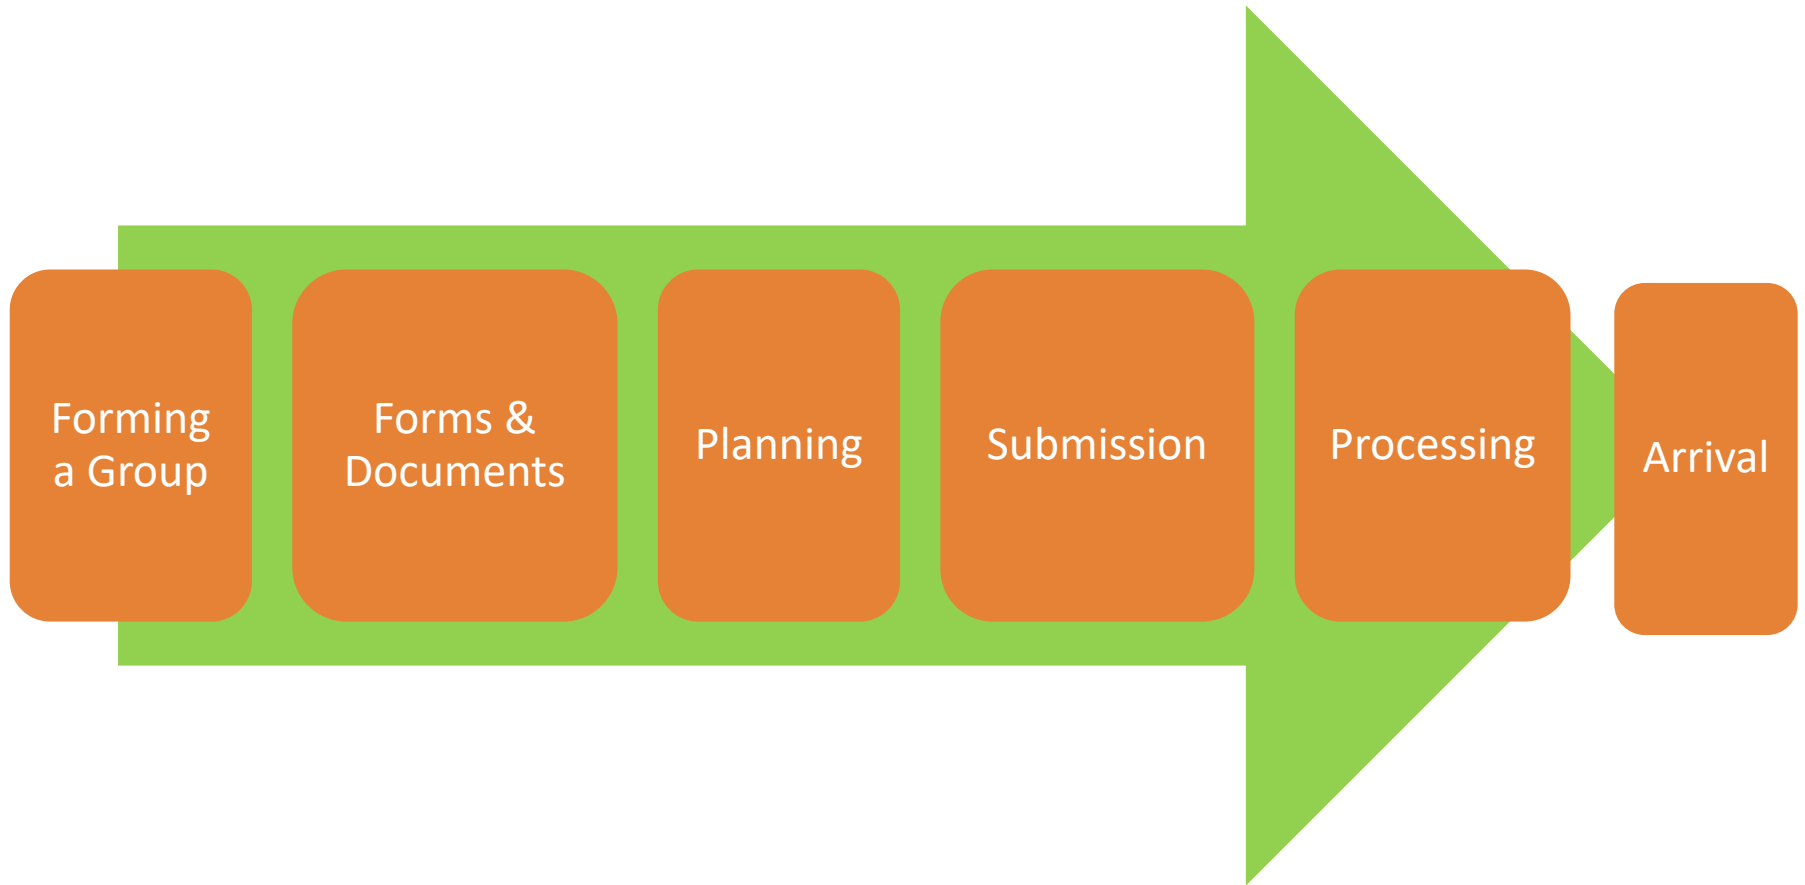 Forming
a Group
Forms &
Documents
Planning
Submission
Processing
Arrival